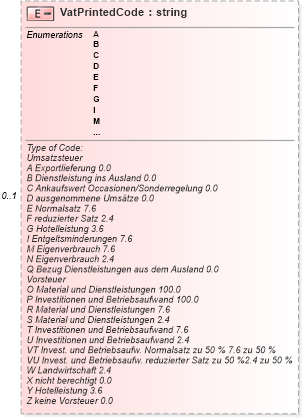 E VatPrintedCode : string
Enumerations A
B
C
D
E
F
G
I
M
...
0..1
Type of Code:
Umsatzsteuer
A Exportlieferung 0.0
B Dienstleistung ins Ausland 0.0
C Ankaufswert Occasionen/Sonderregelung 0.0
D ausgenommene Umsätze 0.0
E Normalsatz 7.6
F reduzierter Satz 2.4
G Hotelleistung 3.6
I Entgeltsminderungen 7.6
M Eigenverbrauch 7.6
N Eigenverbrauch 2.4
Q Bezug Dienstleistungen aus dem Ausland 0.0
Vorsteuer
O Material und Dienstleistungen 100.0
P Investitionen und Betriebsaufwand 100.0
R Material und Dienstleistungen 7.6
S Material und Dienstleistungen 2.4
T Investitionen und Betriebsaufwand 7.6
U Investitionen und Betriebsaufwand 2.4
VT Invest. und Betriebsaufw. Normalsatz zu 50 % 7.6 zu 50 %
VU Invest. und Betriebsaufw. reduzierter Satz zu 50 %2.4 zu 50 %
W Landwirtschaft 2.4
X nicht berechtigt 0.0
Y Hotelleistung 3.6
Z keine Vorsteuer 0.0